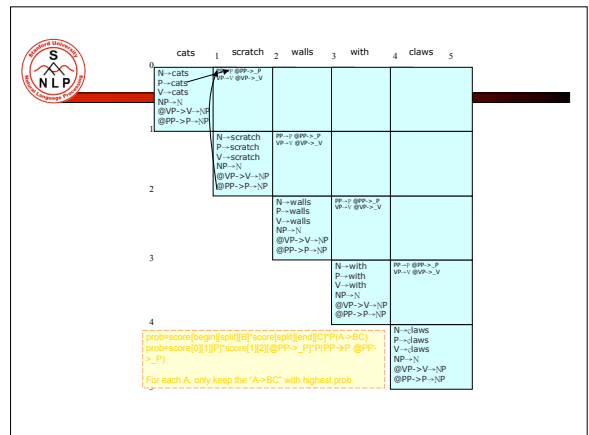 Stanford University
S
NLP
Natural Language Processing
cats 1 scratch 2 walls 3 with 4 claws 5
0
N→cats
P→cats
V→cats
NP→N
@VP->V→NP
@PP->P→NP
PP→P @PP->_P
VP→V @VP->_V
1
N→scratch
P→scratch
V→scratch
NP→N
@VP->V→NP
@PP->P→NP
PP→P @PP->_P
VP→V @VP->_V
2
N→walls
P→walls
V→walls
NP→N
@VP->V→NP
@PP->P→NP
PP→P @PP->_P
VP→V @VP->_V
3
N→with
P→with
V→with
NP→N
@VP->V→NP
@PP->P→NP
PP→P @PP->_P
VP→V @VP->_V
4
N→claws
P→claws
V→claws
NP→N
@VP->V→NP
@PP->P→NP
prob=score[begin][split][B]*score[split][end][C]*P(A->BC)
prob=score[0][1][P]*score[1][2][@PP->_P]*P(PP→P @PP-
>_P)
For each A, only keep the "A->BC" with highest prob.